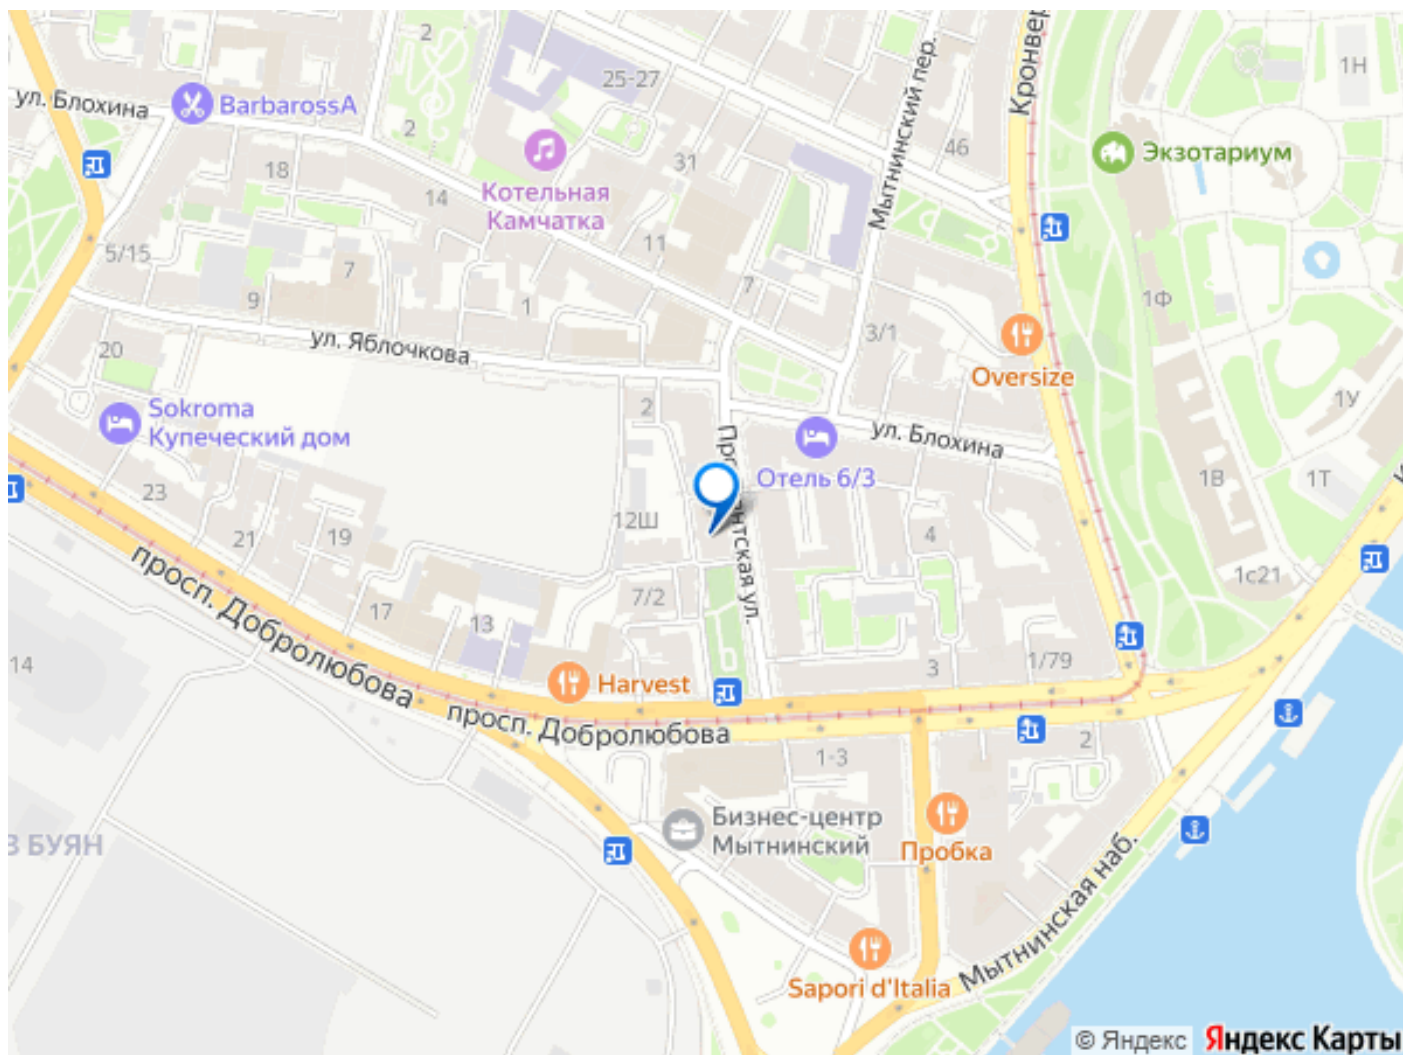 2
25-27
Мытнинский пер.
Кронвер
1Н
ул. Блохина
BarbarossA
2
46
Экзотариум
18
31
Котельная
Камчатка
14
11
5/15
7
7
9
1
1Ф
3/1
ул. Яблочкова
20
Oversize
2
1У
Sokroma
Купеческий дом
ул. Блохина
Отель 6/3
1В
1Т
23
12Ш
4
21
19
нтская ул.
1с21
просп. Добролюбова
17
7/2
13
14
3
1/79
Harvest
просп. Добролюбова
1-3
2
Бизнес-центр
Мытнинский
Пробка
З БУЯН
Мытнинская наб.
Sapori d'Italia
© Яндекс
Яндекс Карты